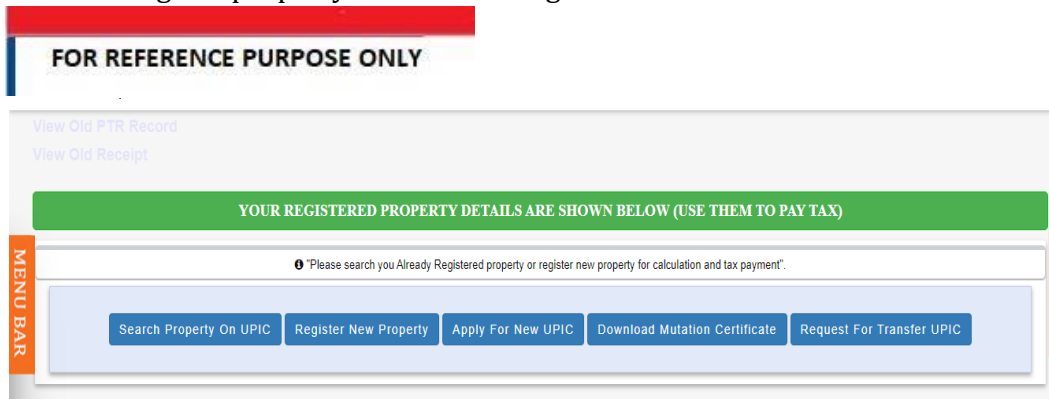 FOR REFERENCE PURPOSE ONLY
View Old PTR Record
View Old Receipt
YOUR REGISTERED PROPERTY DETAILS ARE SHOWN BELOW (USE THEM TO PAY TAX)
MENU BAR
"Please search you Already Registered property or register new property for calculation and tax payment".
Search Property On UPIC Register New Property Apply For New UPIC Download Mutation Certificate Request For Transfer UPIC